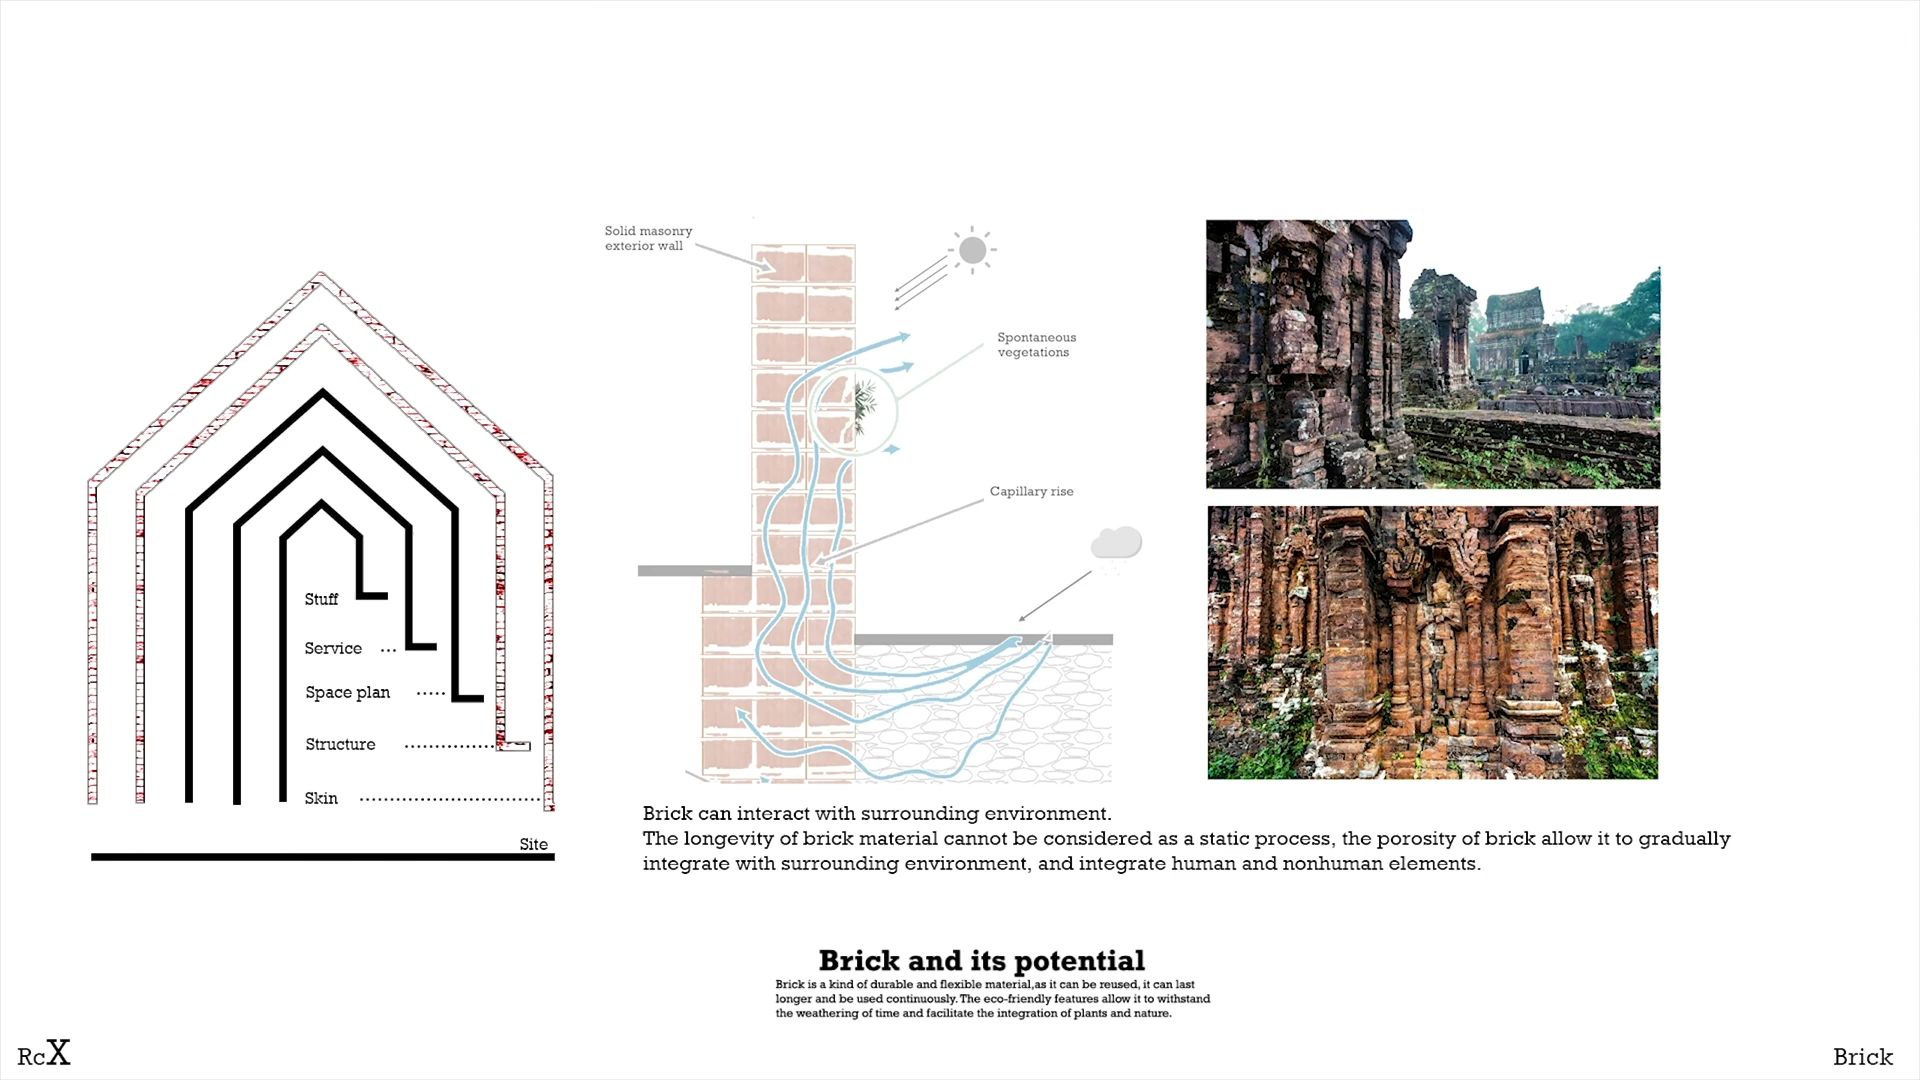 Solid masonry
exterior wall
Spontaneous
vegetations
Capillary rise
Stuff
Service
Space plan
Structure
Skin
Site
Brick can interact with surrounding environment.
The longevity of brick material cannot be considered as a static process, the porosity of brick allow it to gradually
integrate with surrounding environment, and integrate human and nonhuman elements.
Brick and its potential
Brick is a kind of durable and flexible material,as it can be reused, it can last
longer and be used continuously. The eco-friendly features allow it to withstand
the weathering of time and facilitate the integration of plants and nature.
RcX
Brick